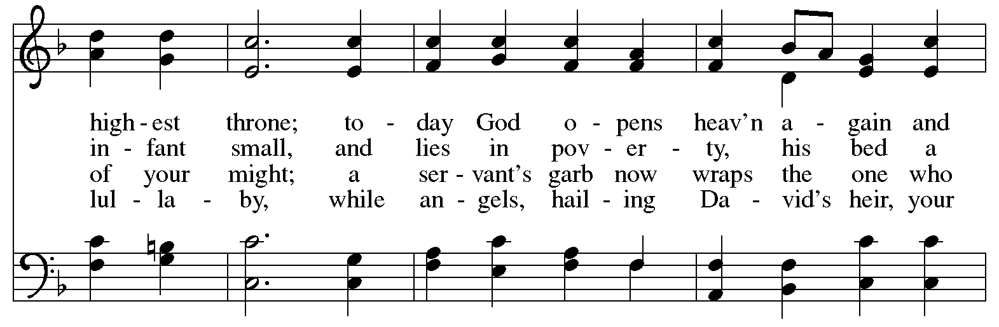 high - est throne; to - day God o - pens heav'n a - gain and
in - fant small, and lies in pov - er - ty, his bed a
of your might; a ser - vant's garb now wraps the one who
lul - la - by, while an - gels, hail - ing Da - vid's heir, your